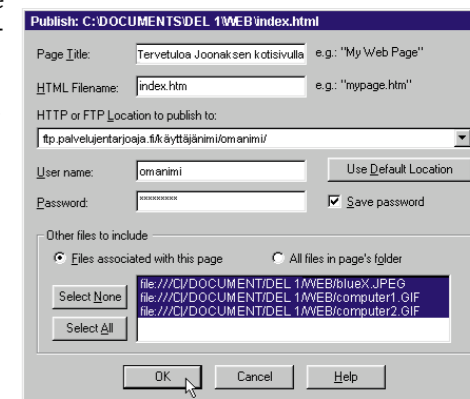 Publish: C:\DOCUMENTS\DEL 1\WEB\index.html
Page Title: Tervetuloa Joonaksen kotisivulla e.g.: "My Web Page"
HTML Filename: index.htm e.g.: "mypage.htm"
HTTP or FTP Location to publish to:
ftp.palvelujentarjoaja.fi/käyttäjänimi/omanimi/
User name: omanimi Use Default Location
Password: ×××××××××× Save password
Other files to include
Files associated with this page All files in page's folder
Select None
file:///C|/DOCUMENT/DEL 1/WEB/blueX.JPEG
file:///C|/DOCUMENT/DEL 1/WEB/computer1.GIF
file:///C|/DOCUMENT/DEL 1/WEB/computer2.GIF
Select All
OK Cancel Help